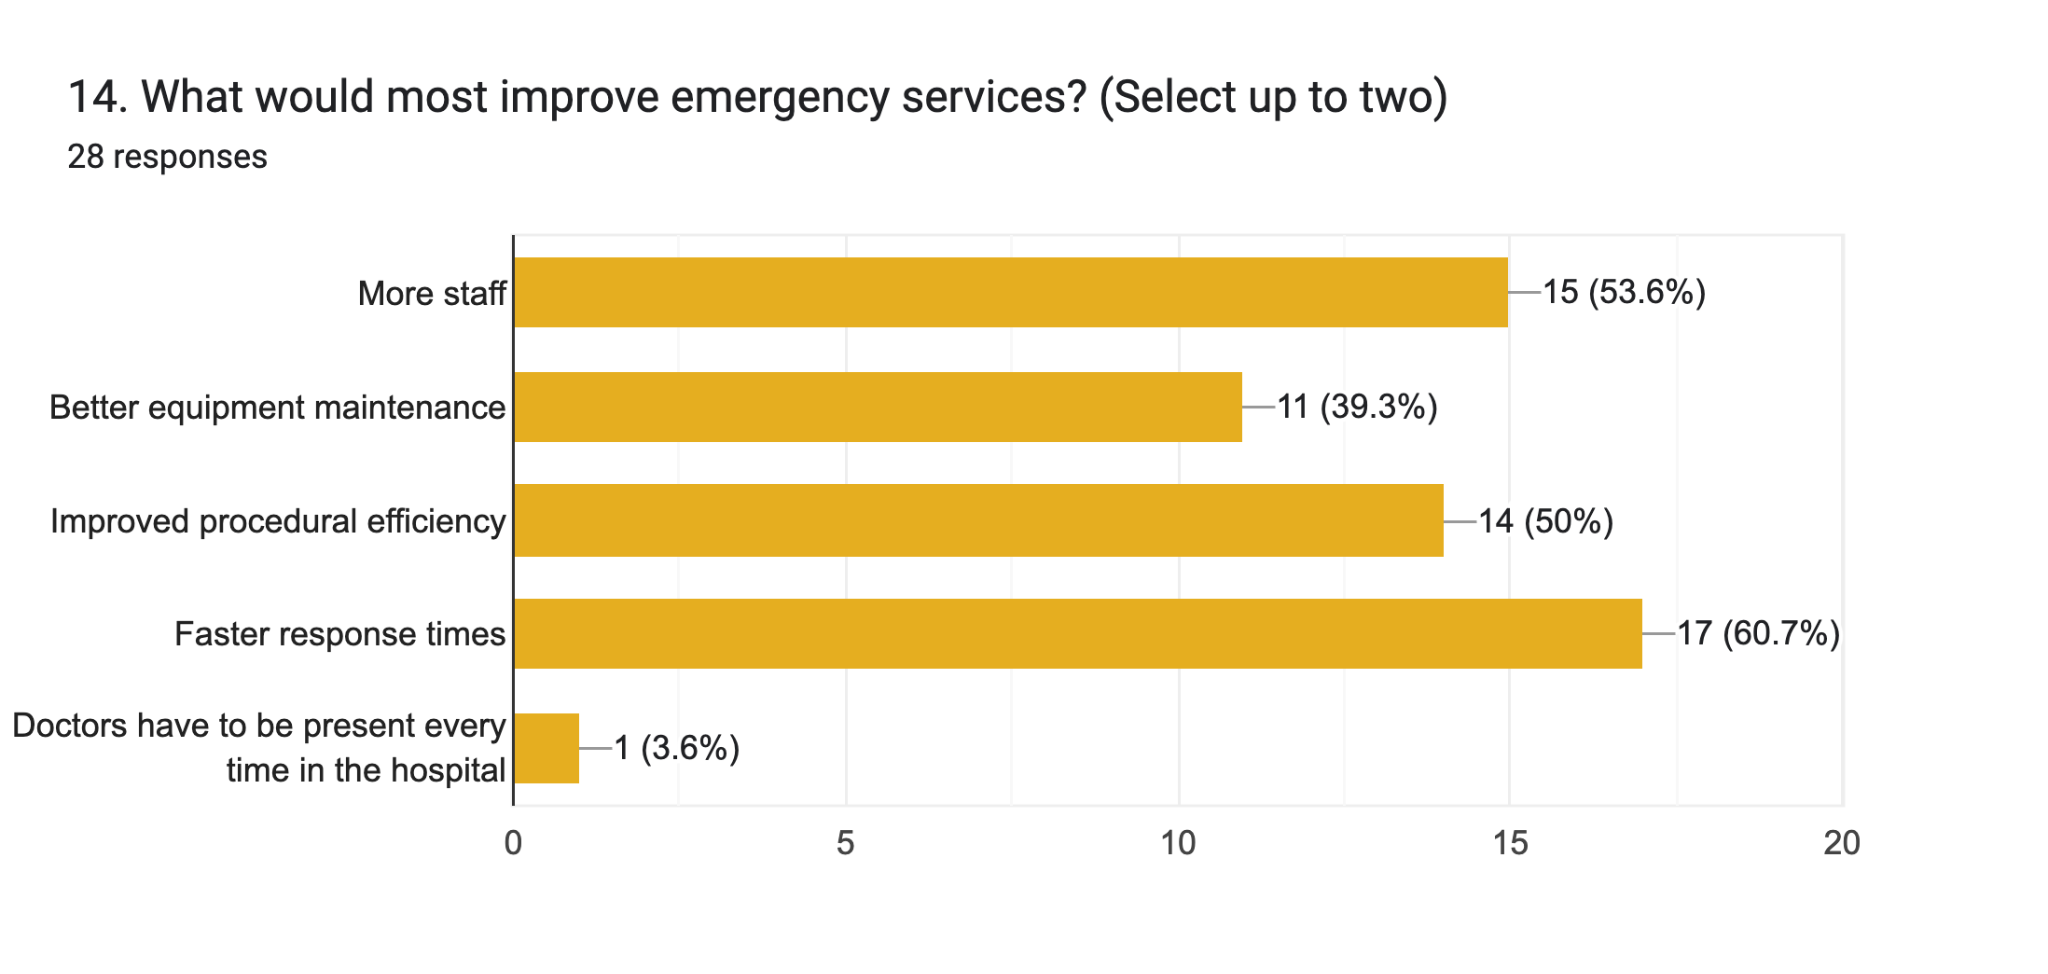 14. What would most improve emergency services? (Select up to two)
28 responses
More staff
15 (53.6%)
Better equipment maintenance
11 (39.3%)
Improved procedural efficiency
14 (50%)
Faster response times
17 (60.7%)
Doctors have to be present every
time in the hospital
1 (3.6%)
0 5 10 15 20